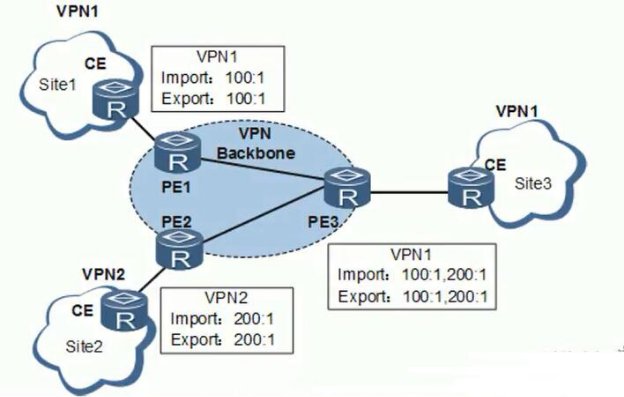 VPN1
CE
Site1
VPN1
Import：100:1
Export：100:1
R
VPN
Backbone
R
PE1
VPN1
CE
R
Site3
R
PE3
PE2
R
VPN1
Import：100:1,200:1
Export：100:1,200:1
VPN2
CE
R
Site2
VPN2
Import：200:1
Export：200:1